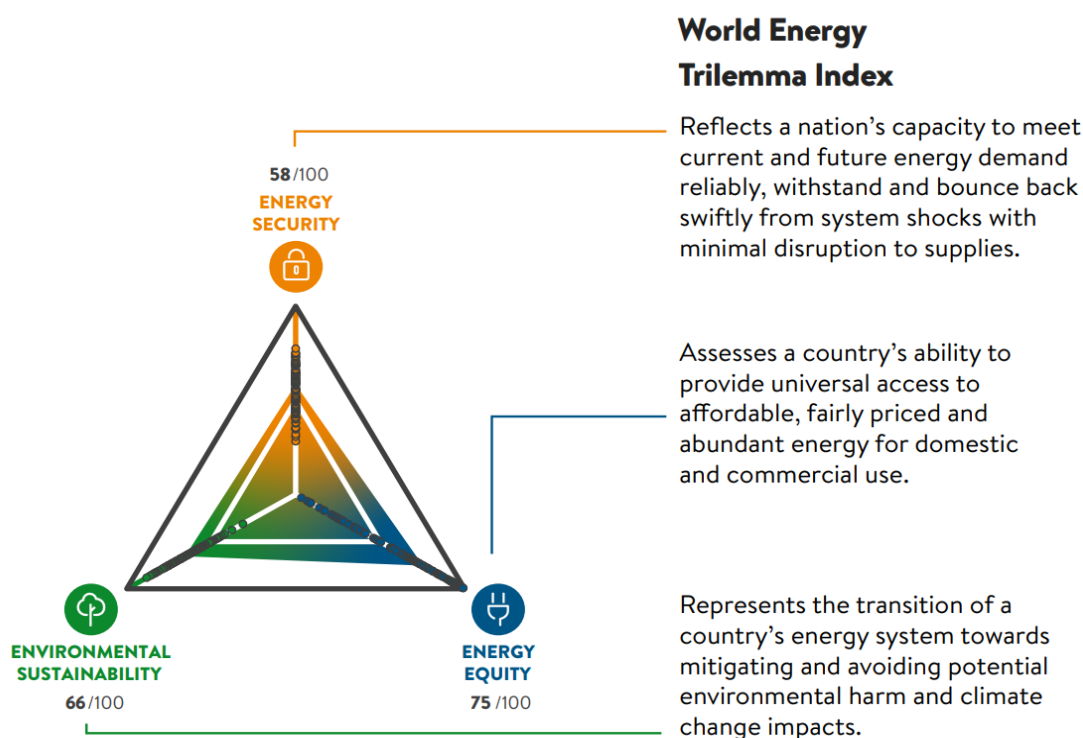 World Energy
Trilemma Index
Reflects a nation's capacity to meet
current and future energy demand
reliably, withstand and bounce back
swiftly from system shocks with
minimal disruption to supplies.
58/100
ENERGY
SECURITY
Assesses a country's ability to
provide universal access to
affordable, fairly priced and
abundant energy for domestic
and commercial use.
ENVIRONMENTAL
SUSTAINABILITY
66/100
ENERGY
EQUITY
75/100
Represents the transition of a
country's energy system towards
mitigating and avoiding potential
environmental harm and climate
change impacts.